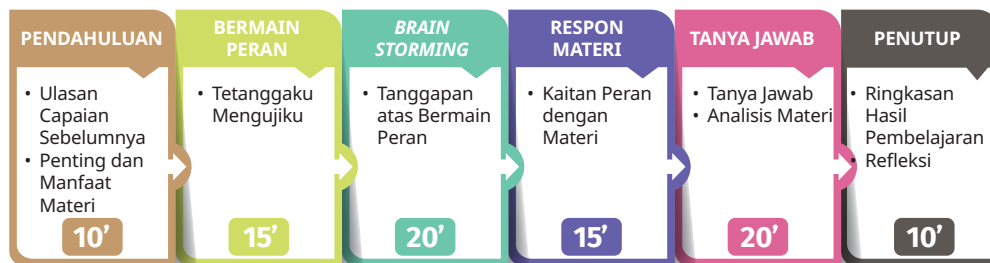 PENDAHULUAN
• Ulasan
Capaian
Sebelumnya
• Penting dan
Manfaat
Materi
10’
BERMAIN
PERAN
• Tetanggaku
Mengujiku
15’
BRAIN
STORMING
• Tanggapan
atas Bermain
Peran
20’
RESPON
MATERI
• Kaitan Peran
dengan
Materi
15’
TANYA JAWAB
• Tanya Jawab
• Analisis Materi
20’
PENUTUP
• Ringkasan
Hasil
Pembelajaran
• Refleksi
10’